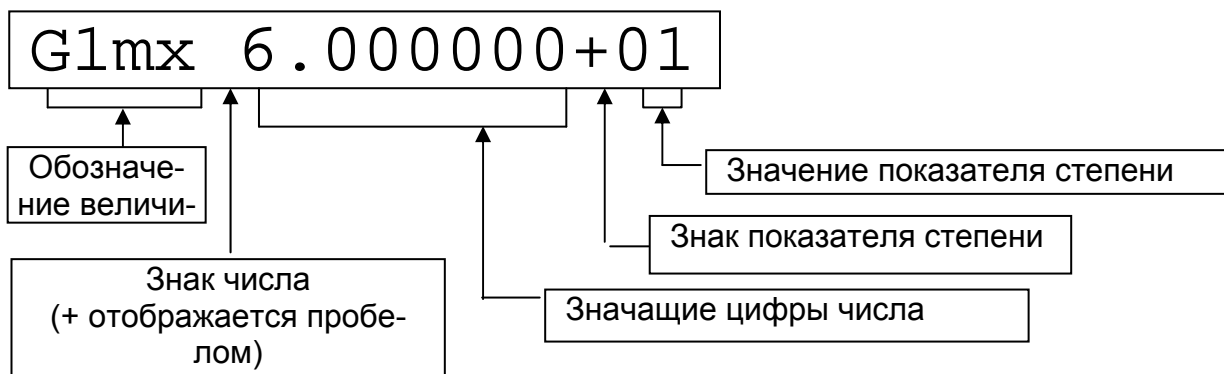 G1mx 6.000000+01
Обозначе-
ние величи-
Значение показателя степени
Знак показателя степени
Знак числа
(+ отображается пробе-
лом)
Значащие цифры числа